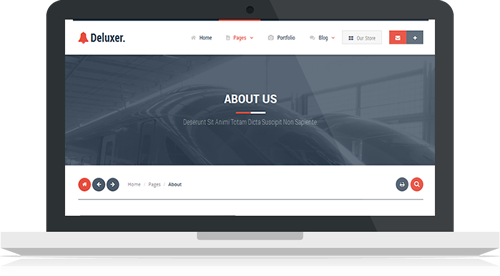 Deluxer.
Home Pages Portfolio Blog Our Store
ABOUT US
Deserunt Sit Animi Totam Dicta Suscipit Non Sapiente
Home / Pages / About